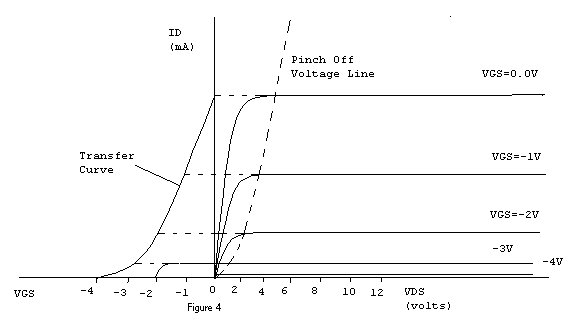 ID
(mA)
Pinch Off
Voltage Line
VGS=0.0V
Transfer
Curve
VGS=-1V
VGS=-2V
-3V
-4V
VGS
-4 -3 -2 -1 0 2 4 6 8 10 12
VDS
(volts)
Figure 4